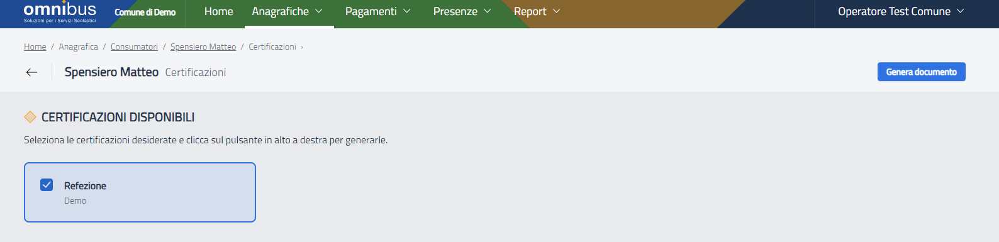 omnibus
Soluzioni per i Servizi Scolastici
Comune di Demo
Home Anagrafiche Pagamenti Presenze Report Operatore Test Comune
Home / Anagrafica / Consumatori / Spensiero Matteo / Certificazioni ›
Spensiero Matteo Certificazioni
Genera documento
CERTIFICAZIONI DISPONIBILI
Seleziona le certificazioni desiderate e clicca sul pulsante in alto a destra per generarle.
Refezione
Demo